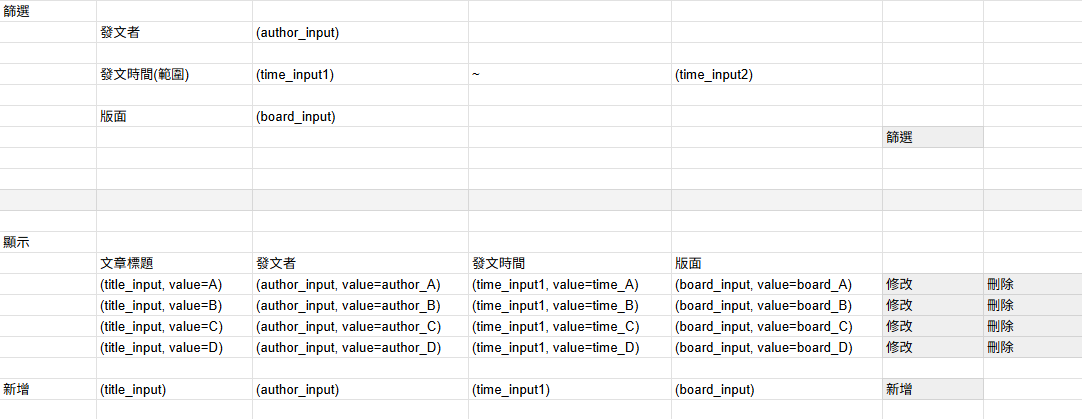 篩選
發文者 (author_input)
發文時間(範圍) (time_input1) ~ (time_input2)
版面 (board_input)
篩選
顯示
文章標題 發文者 發文時間 版面
(title_input, value=A) (author_input, value=author_A) (time_input1, value=time_A) (board_input, value=board_A) 修改 刪除
(title_input, value=B) (author_input, value=author_B) (time_input1, value=time_B) (board_input, value=board_B) 修改 刪除
(title_input, value=C) (author_input, value=author_C) (time_input1, value=time_C) (board_input, value=board_C) 修改 刪除
(title_input, value=D) (author_input, value=author_D) (time_input1, value=time_D) (board_input, value=board_D) 修改 刪除
新增 (title_input) (author_input) (time_input1) (board_input) 新增